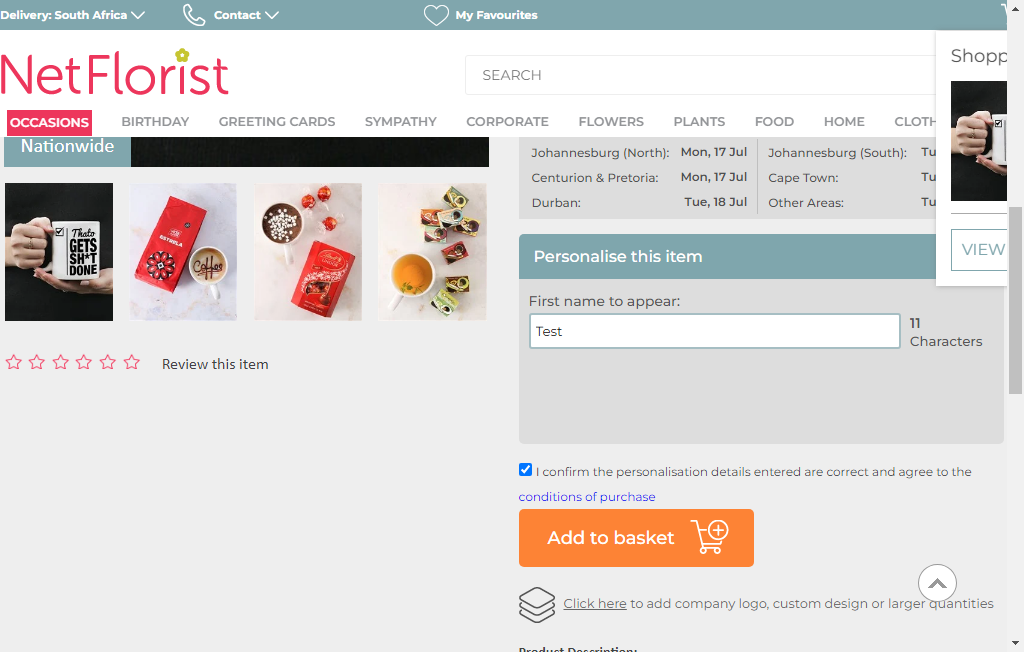 Delivery: South Africa
Contact
My Favourites
NetFlorist
SEARCH
Shopp
OCCASIONS
BIRTHDAY
GREETING CARDS
SYMPATHY
CORPORATE
FLOWERS
PLANTS
FOOD
HOME
CLOTH
Nationwide
Johannesburg (North): Mon, 17 Jul
Johannesburg (South): Tu
Centurion & Pretoria: Mon, 17 Jul
Cape Town: Tu
Durban: Tue, 18 Jul
Other Areas: Tu
VIEW
Thato
GETS
SH*T
DONE
ESTRELA
Coffee
Lindt
LINDOR
Personalise this item
First name to appear:
Test
11
Characters
Review this item
I confirm the personalisation details entered are correct and agree to the
conditions of purchase
Add to basket
Click here to add company logo, custom design or larger quantities
Product Description: